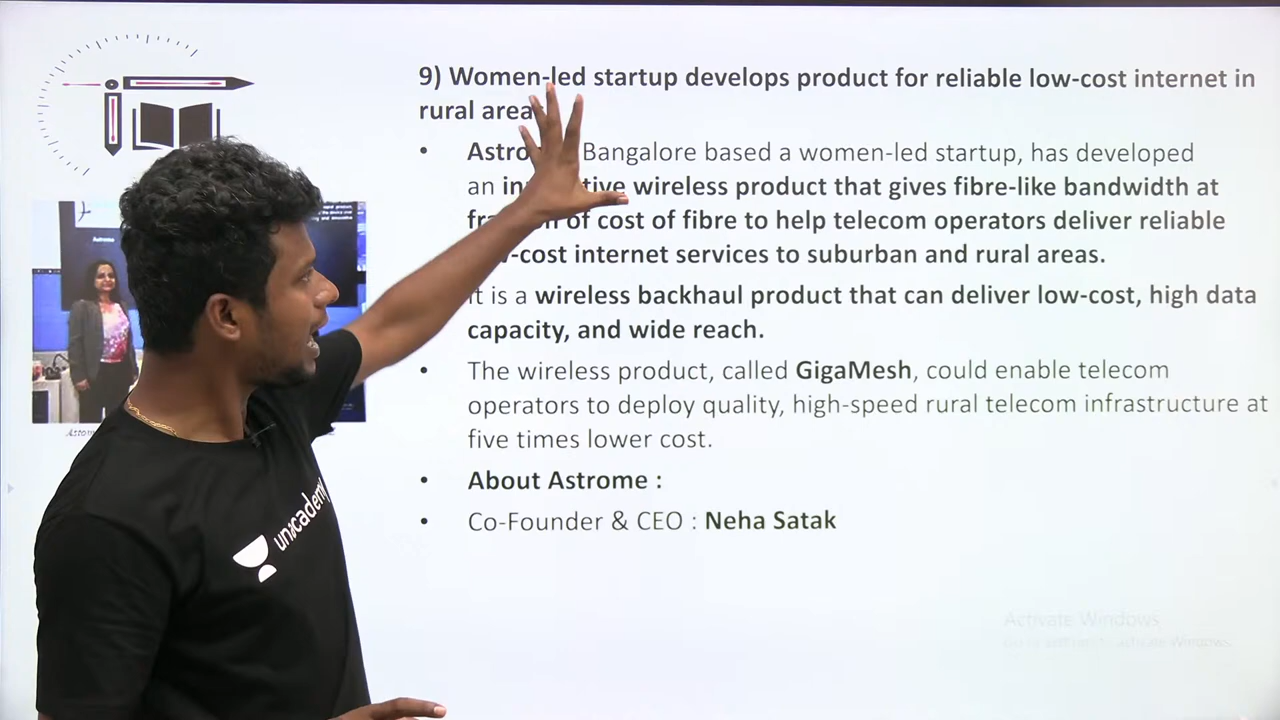 9) Women-led startup develops product for reliable low-cost internet in
rural area
• Astro Bangalore based a women-led startup, has developed
an wireless product that gives fibre-like bandwidth at
of cost of fibre to help telecom operators deliver reliable
-cost internet services to suburban and rural areas.
It is a wireless backhaul product that can deliver low-cost, high data
capacity, and wide reach.
• The wireless product, called GigaMesh, could enable telecom
operators to deploy quality, high-speed rural telecom infrastructure at
five times lower cost.
• About Astrome :
• Co-Founder & CEO : Neha Satak
Astrome
unacademy
Activate Windows